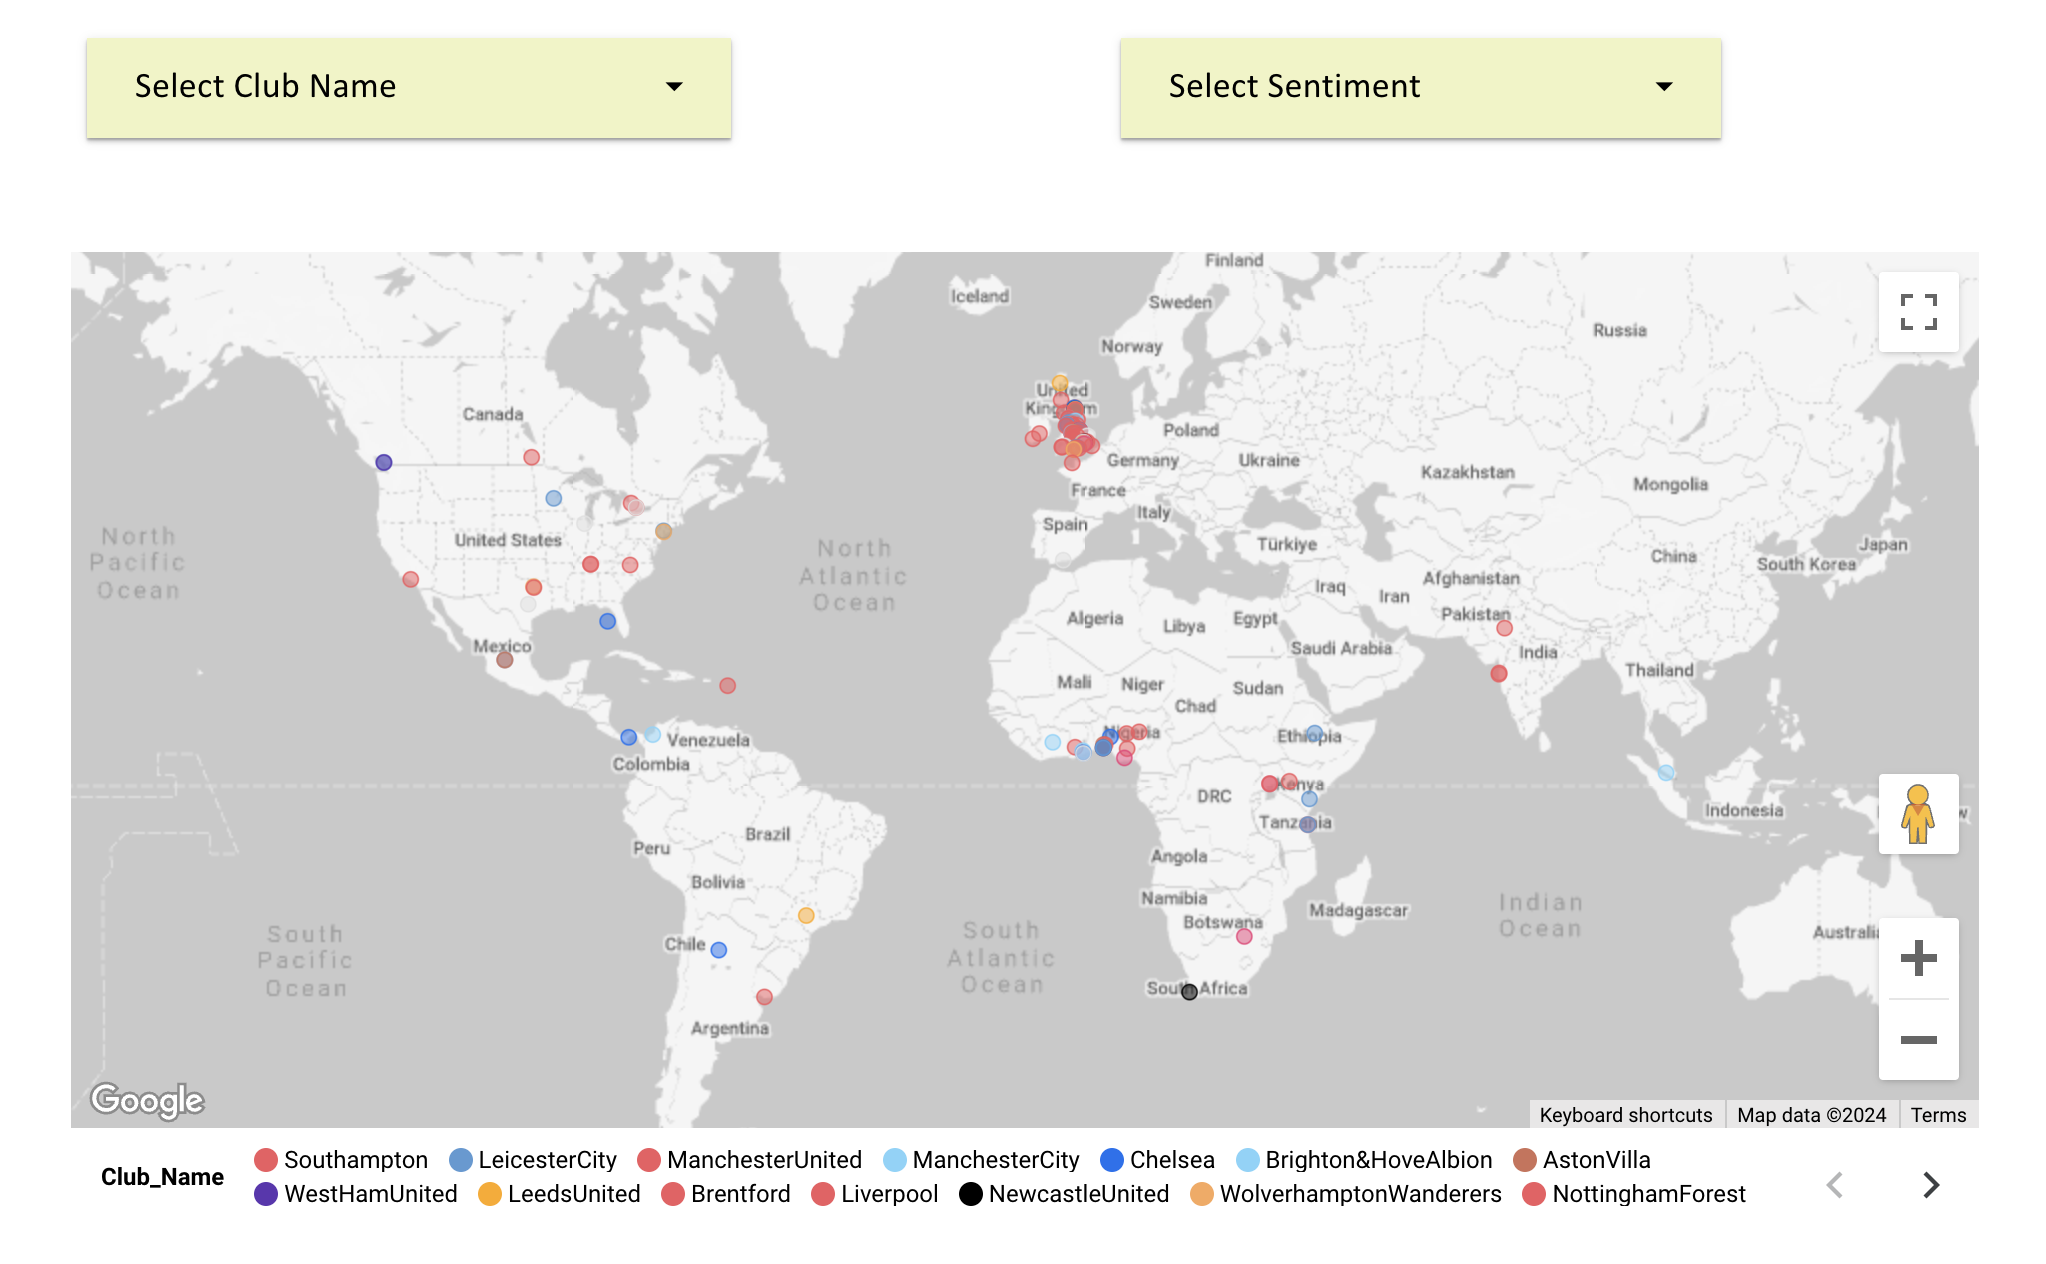 Select Club Name
Select Sentiment
Finland
Iceland
Sweden
Russia
Norway
United
Kingdom
Canada
Poland
Germany
Ukraine
Kazakhstan
Mongolia
France
Italy
Spain
North
Pacific
Ocean
United States
North
Atlantic
Ocean
Türkiye
China
Japan
South Korea
Iraq
Iran
Afghanistan
Pakistan
Algeria
Libya
Egypt
Saudi Arabia
India
Mexico
Thailand
Mali
Niger
Sudan
Chad
Nigeria
Ethiopia
Venezuela
Colombia
DRC
Kenya
Indonesia
Tanzania
Brazil
Peru
Angola
Bolivia
Namibia
Botswana
Madagascar
Indian
Ocean
South
Pacific
Ocean
Chile
South
Atlantic
Ocean
Australia
South Africa
Argentina
Google
Keyboard shortcuts
Map data ©2024
Terms
Club_Name
Southampton LeicesterCity ManchesterUnited ManchesterCity Chelsea Brighton&HoveAlbion AstonVilla
WestHamUnited LeedsUnited Brentford Liverpool NewcastleUnited WolverhamptonWanderers NottinghamForest